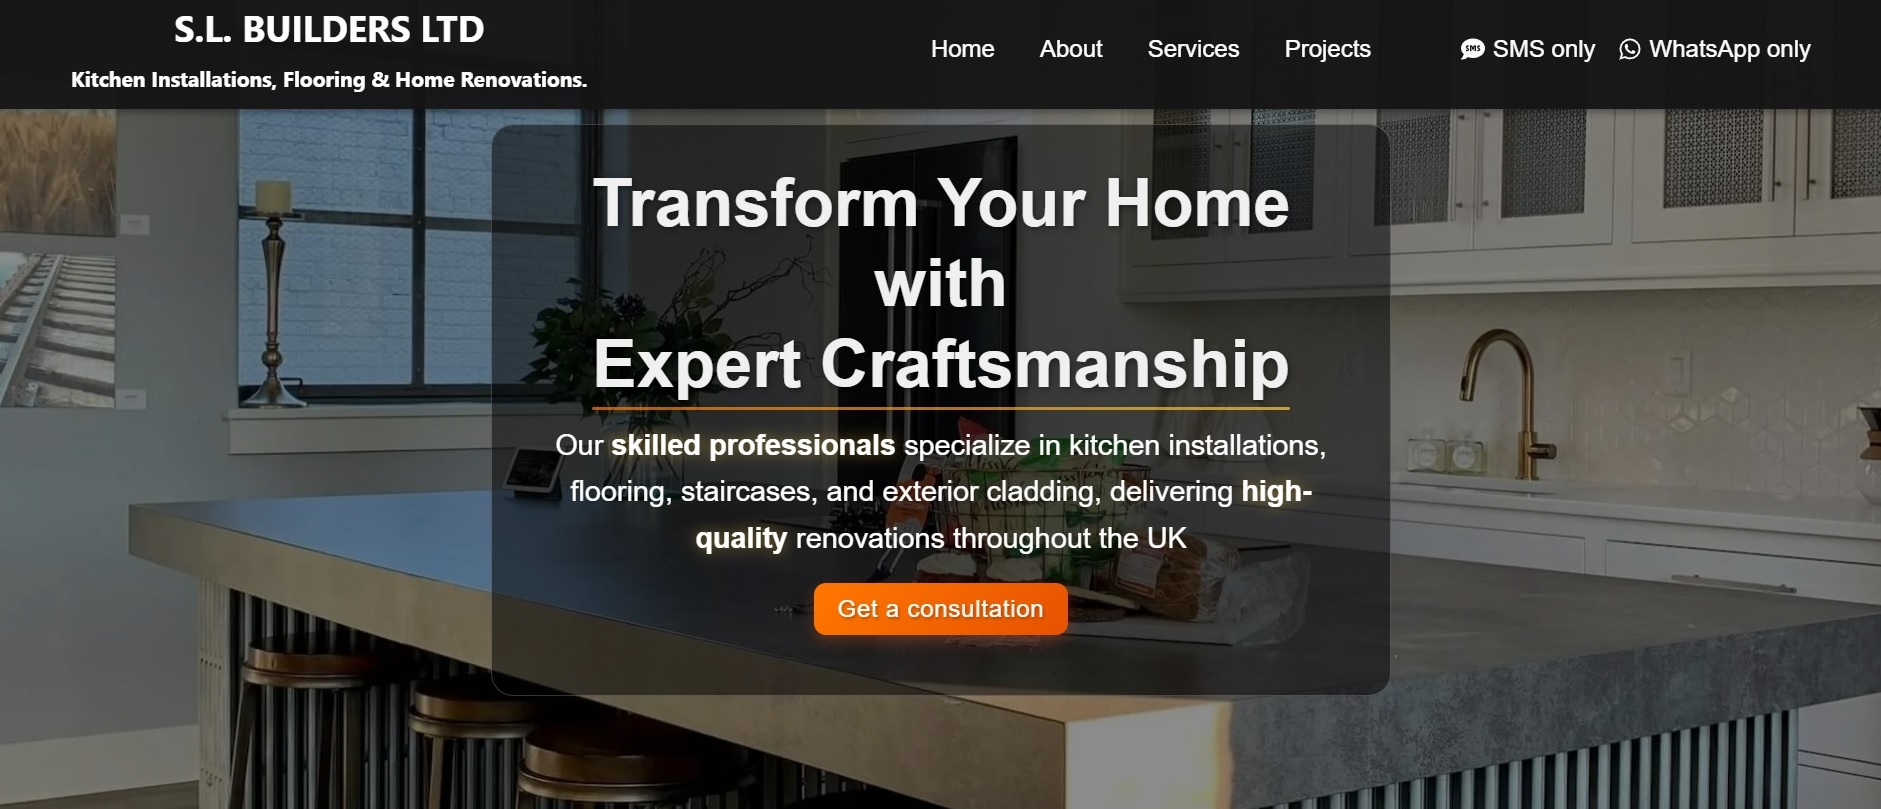 S.L. BUILDERS LTD
Kitchen Installations, Flooring & Home Renovations.
Home About Services Projects SMS only WhatsApp only
Transform Your Home
with
Expert Craftsmanship
Our skilled professionals specialize in kitchen installations,
flooring, staircases, and exterior cladding, delivering high-
quality renovations throughout the UK
Get a consultation